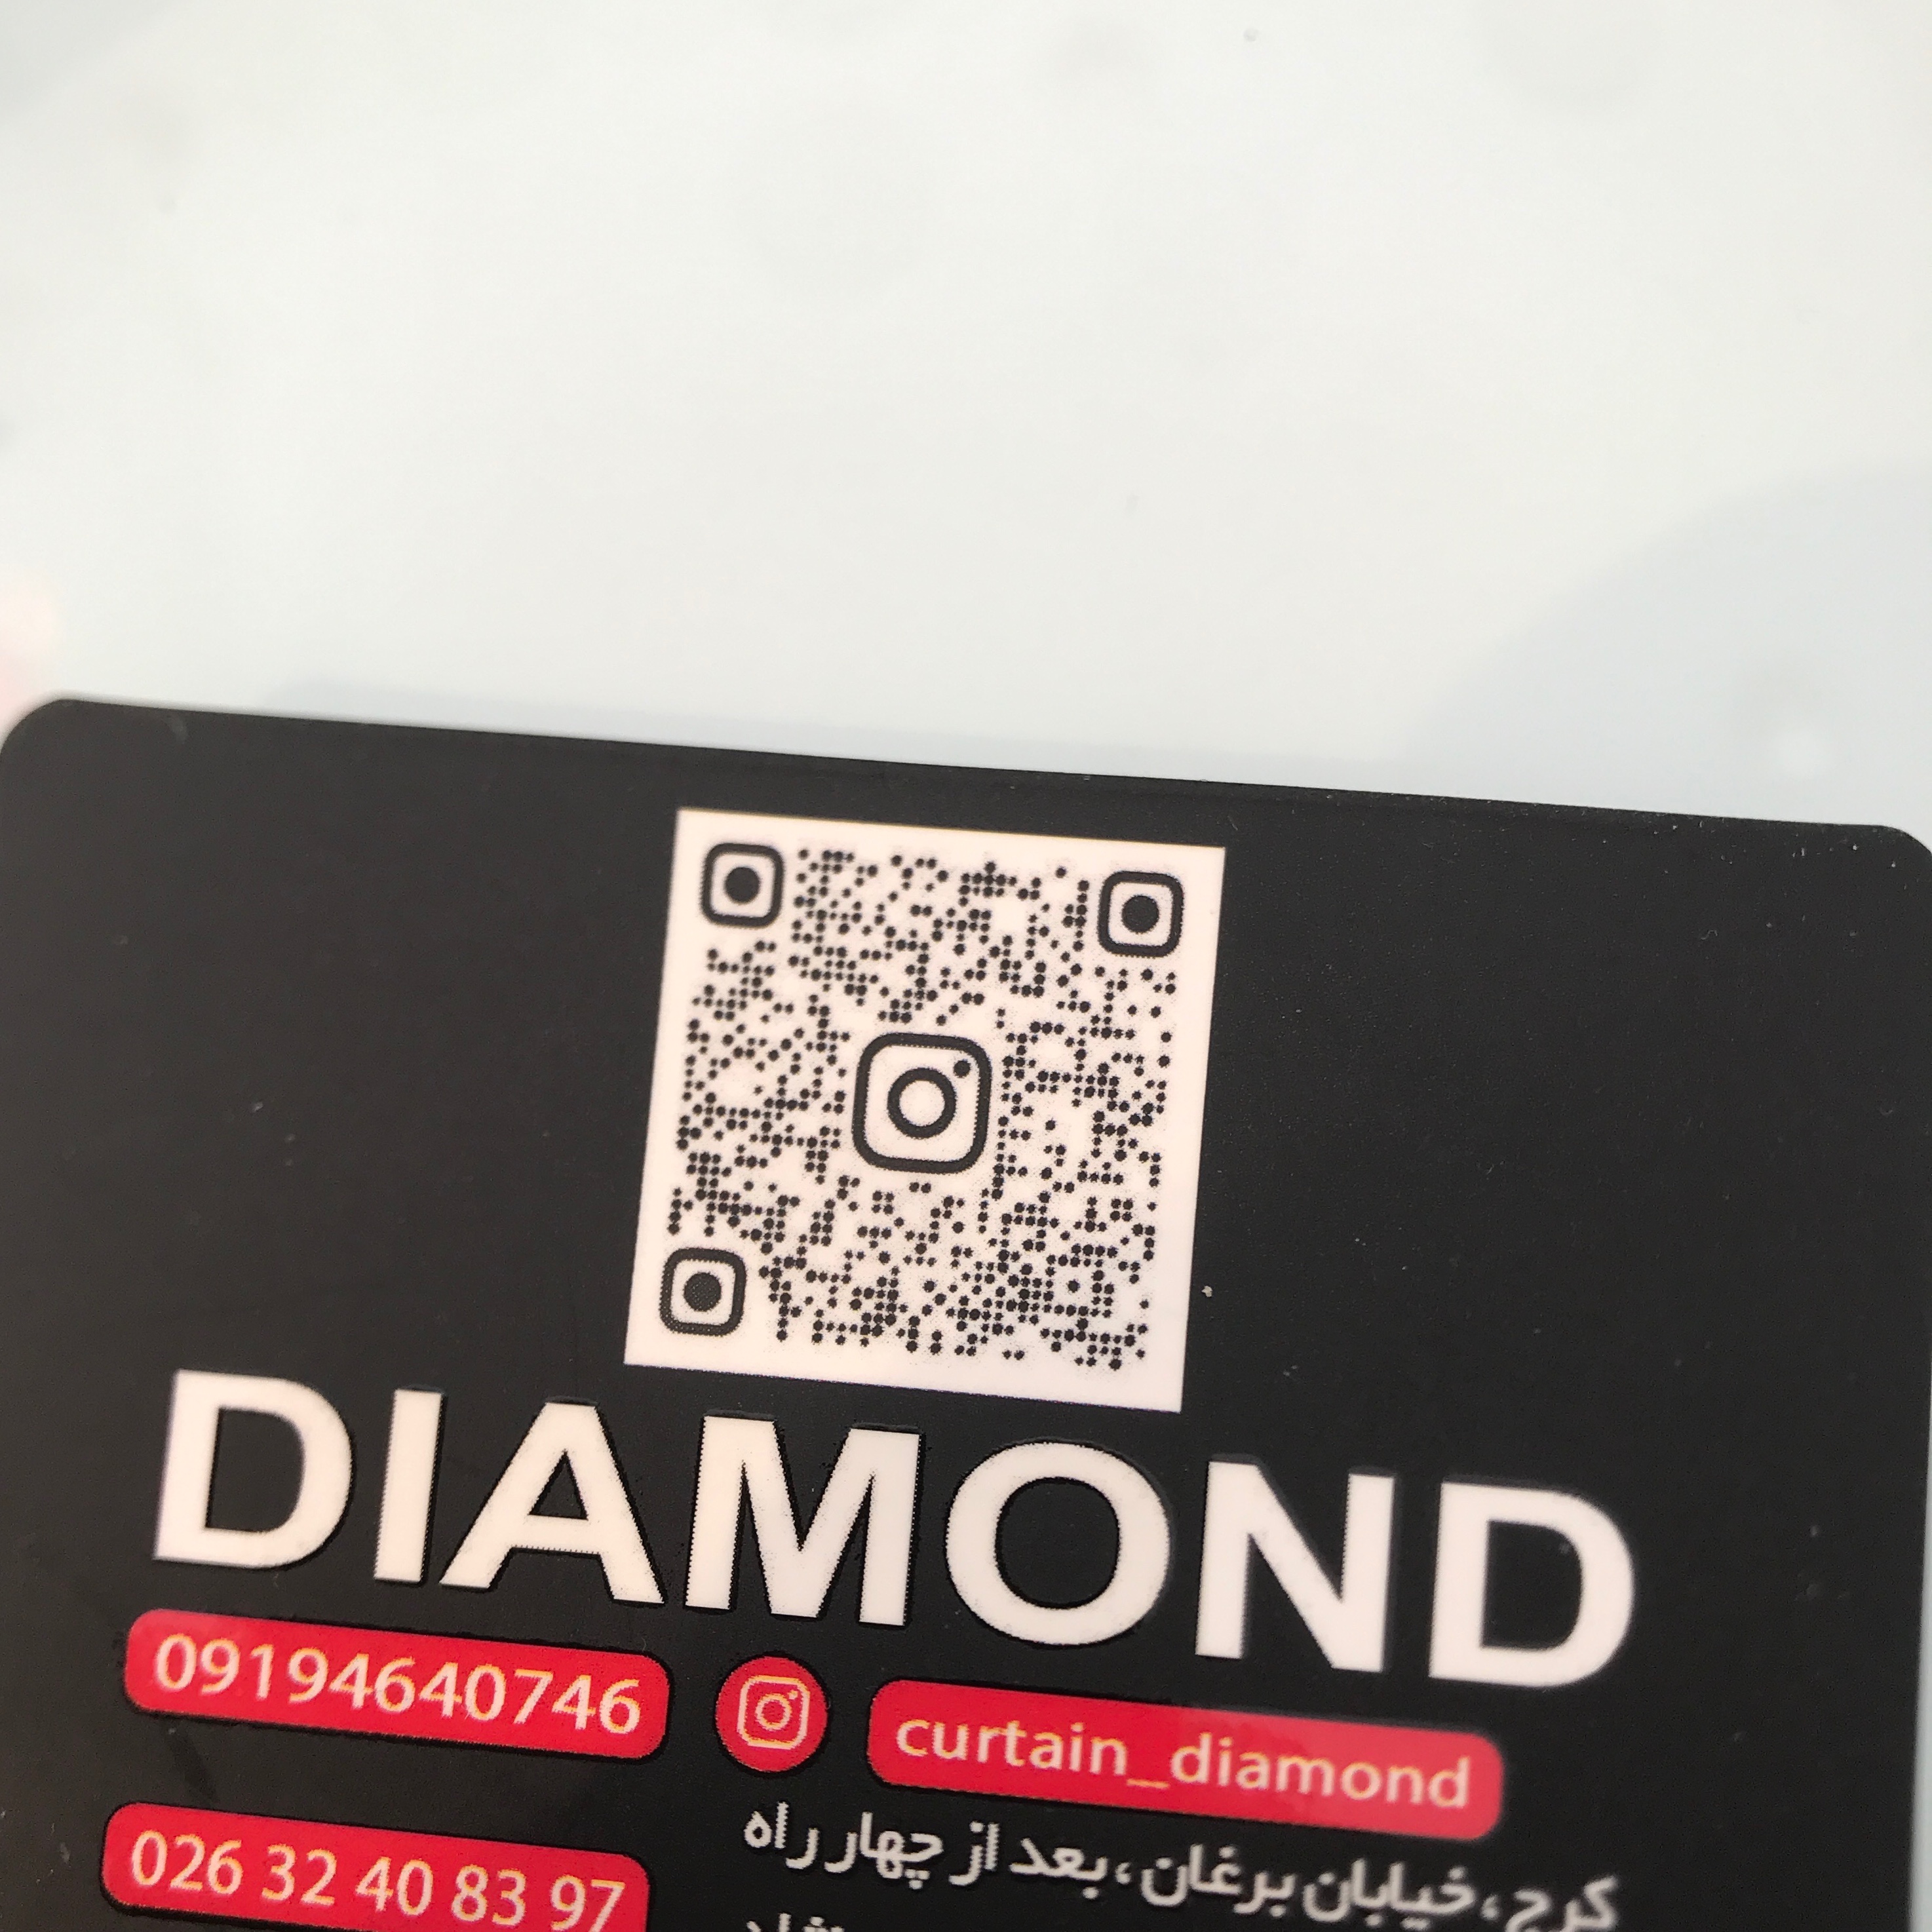 DIAMOND
09194640746
curtain_diamond
026 32 40 83 97
کرج، خیابان برغان، بعد از چهار راه